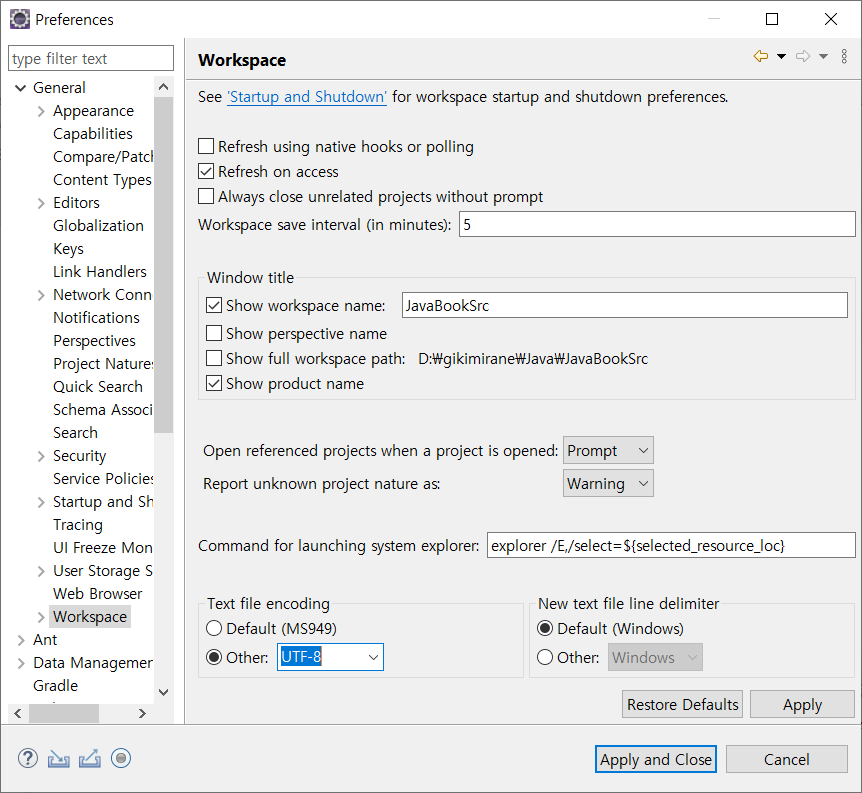 Preferences
type filter text
General
Appearance
Capabilities
Compare/Patch
Content Types
Editors
Globalization
Keys
Link Handlers
Network Conn
Notifications
Perspectives
Project Natures
Quick Search
Schema Associ
Search
Security
Service Policies
Startup and Sh
Tracing
UI Freeze Mon
User Storage S
Web Browser
Workspace
Ant
Data Managemen
Gradle
Workspace
See 'Startup and Shutdown' for workspace startup and shutdown preferences.
Refresh using native hooks or polling
Refresh on access
Always close unrelated projects without prompt
Workspace save interval (in minutes): 5
Window title
Show workspace name: JavaBookSrc
Show perspective name
Show full workspace path: D:₩gikimirane₩Java₩JavaBookSrc
Show product name
Open referenced projects when a project is opened: Prompt
Report unknown project nature as: Warning
Command for launching system explorer: explorer /E,/select=${selected_resource_loc}
Text file encoding
Default (MS949)
Other: UTF-8
New text file line delimiter
Default (Windows)
Other: Windows
Restore Defaults Apply
? Apply and Close Cancel